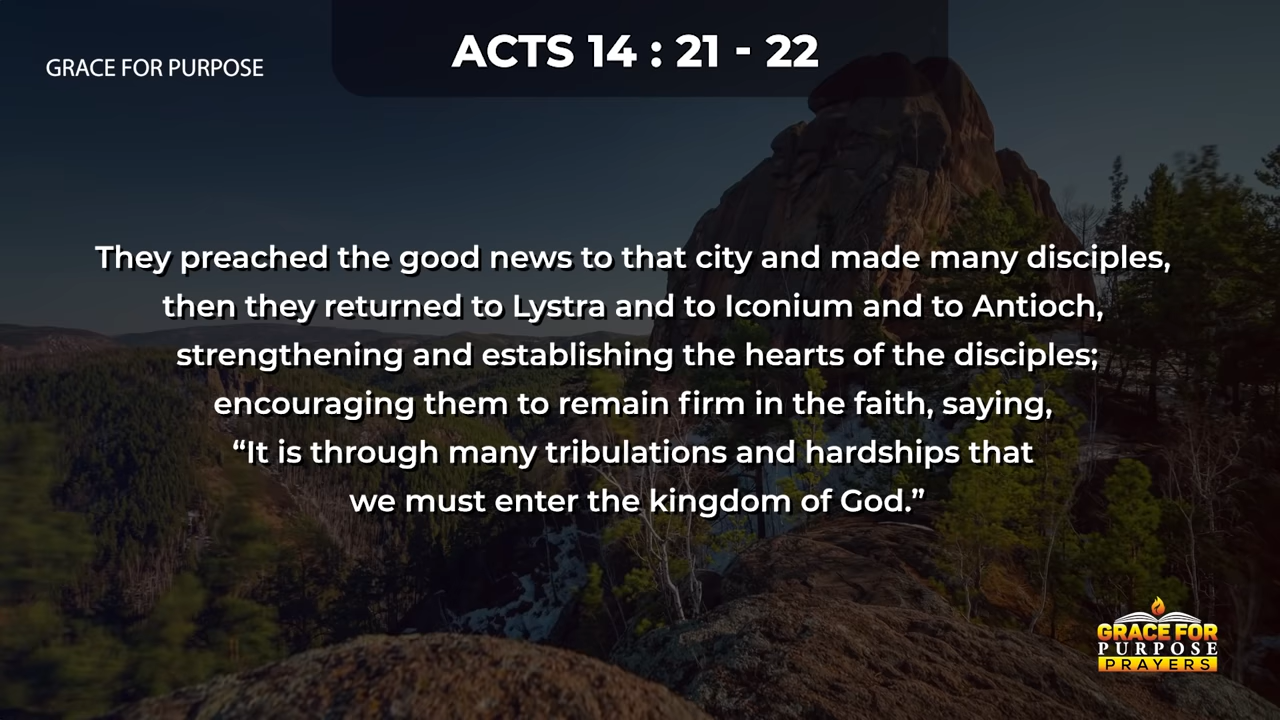 GRACE FOR PURPOSE
ACTS 14 : 21 - 22
They preached the good news to that city and made many disciples,
then they returned to Lystra and to Iconium and to Antioch,
strengthening and establishing the hearts of the disciples;
encouraging them to remain firm in the faith, saying,
“It is through many tribulations and hardships that
we must enter the kingdom of God.”
GRACE FOR
PURPOSE
PRAYERS